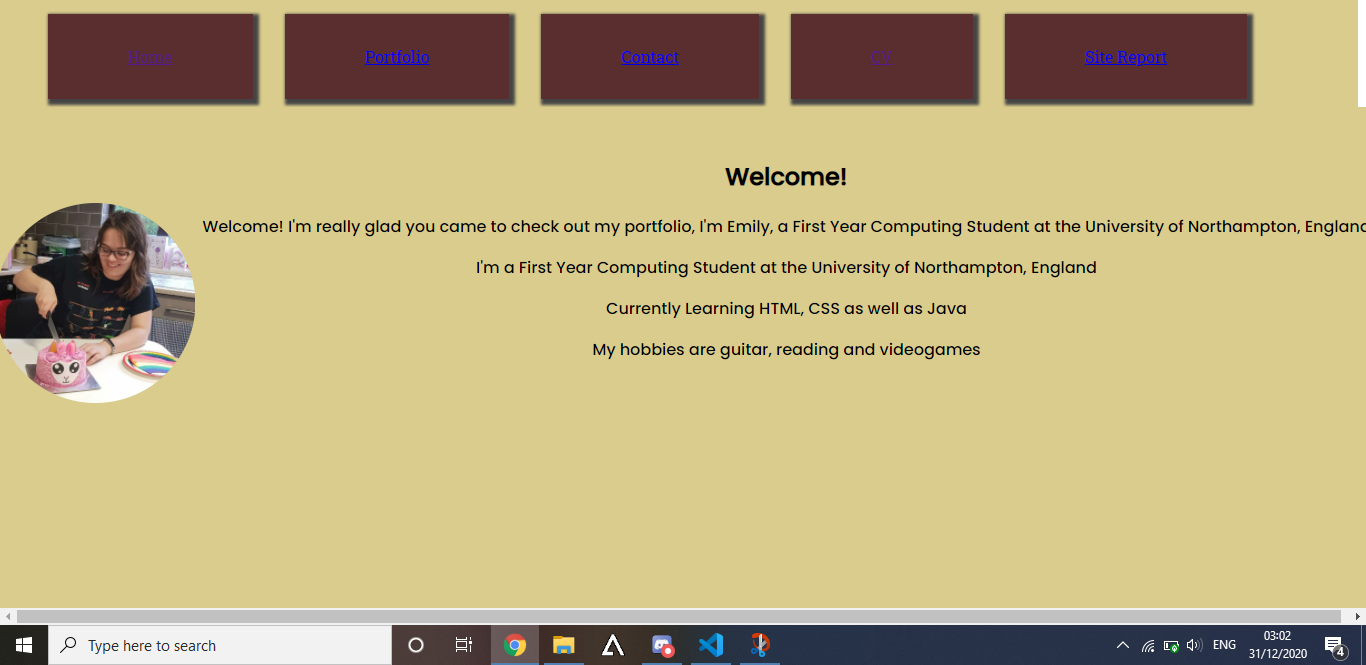 Home
Portfolio
Contact
CV
Site Report
Welcome!
Welcome! I'm really glad you came to check out my portfolio, I'm Emily, a First Year Computing Student at the University of Northampton, England
I'm a First Year Computing Student at the University of Northampton, England
Currently Learning HTML, CSS as well as Java
My hobbies are guitar, reading and videogames
Type here to search
ENG
03:02
31/12/2020
4